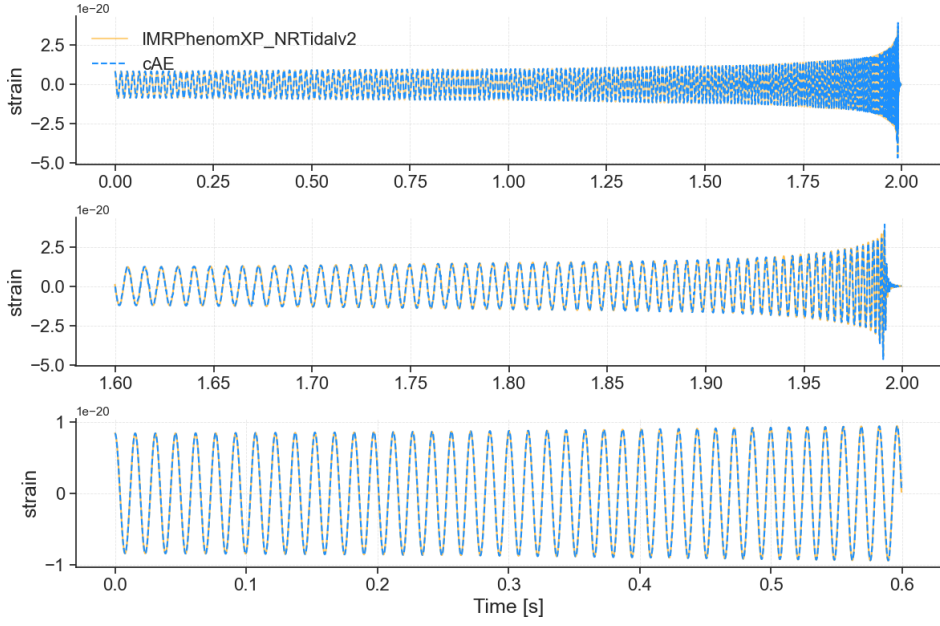 1e−20
IMRPhenomXP_NRTidalv2
cAE
strain
2.5
0.0
−2.5
−5.0
0.00 0.25 0.50 0.75 1.00 1.25 1.50 1.75 2.00
1e−20
strain
2.5
0.0
−2.5
−5.0
1.60 1.65 1.70 1.75 1.80 1.85 1.90 1.95 2.00
1e−20
strain
1
0
−1
0.0 0.1 0.2 0.3 0.4 0.5 0.6
Time [s]